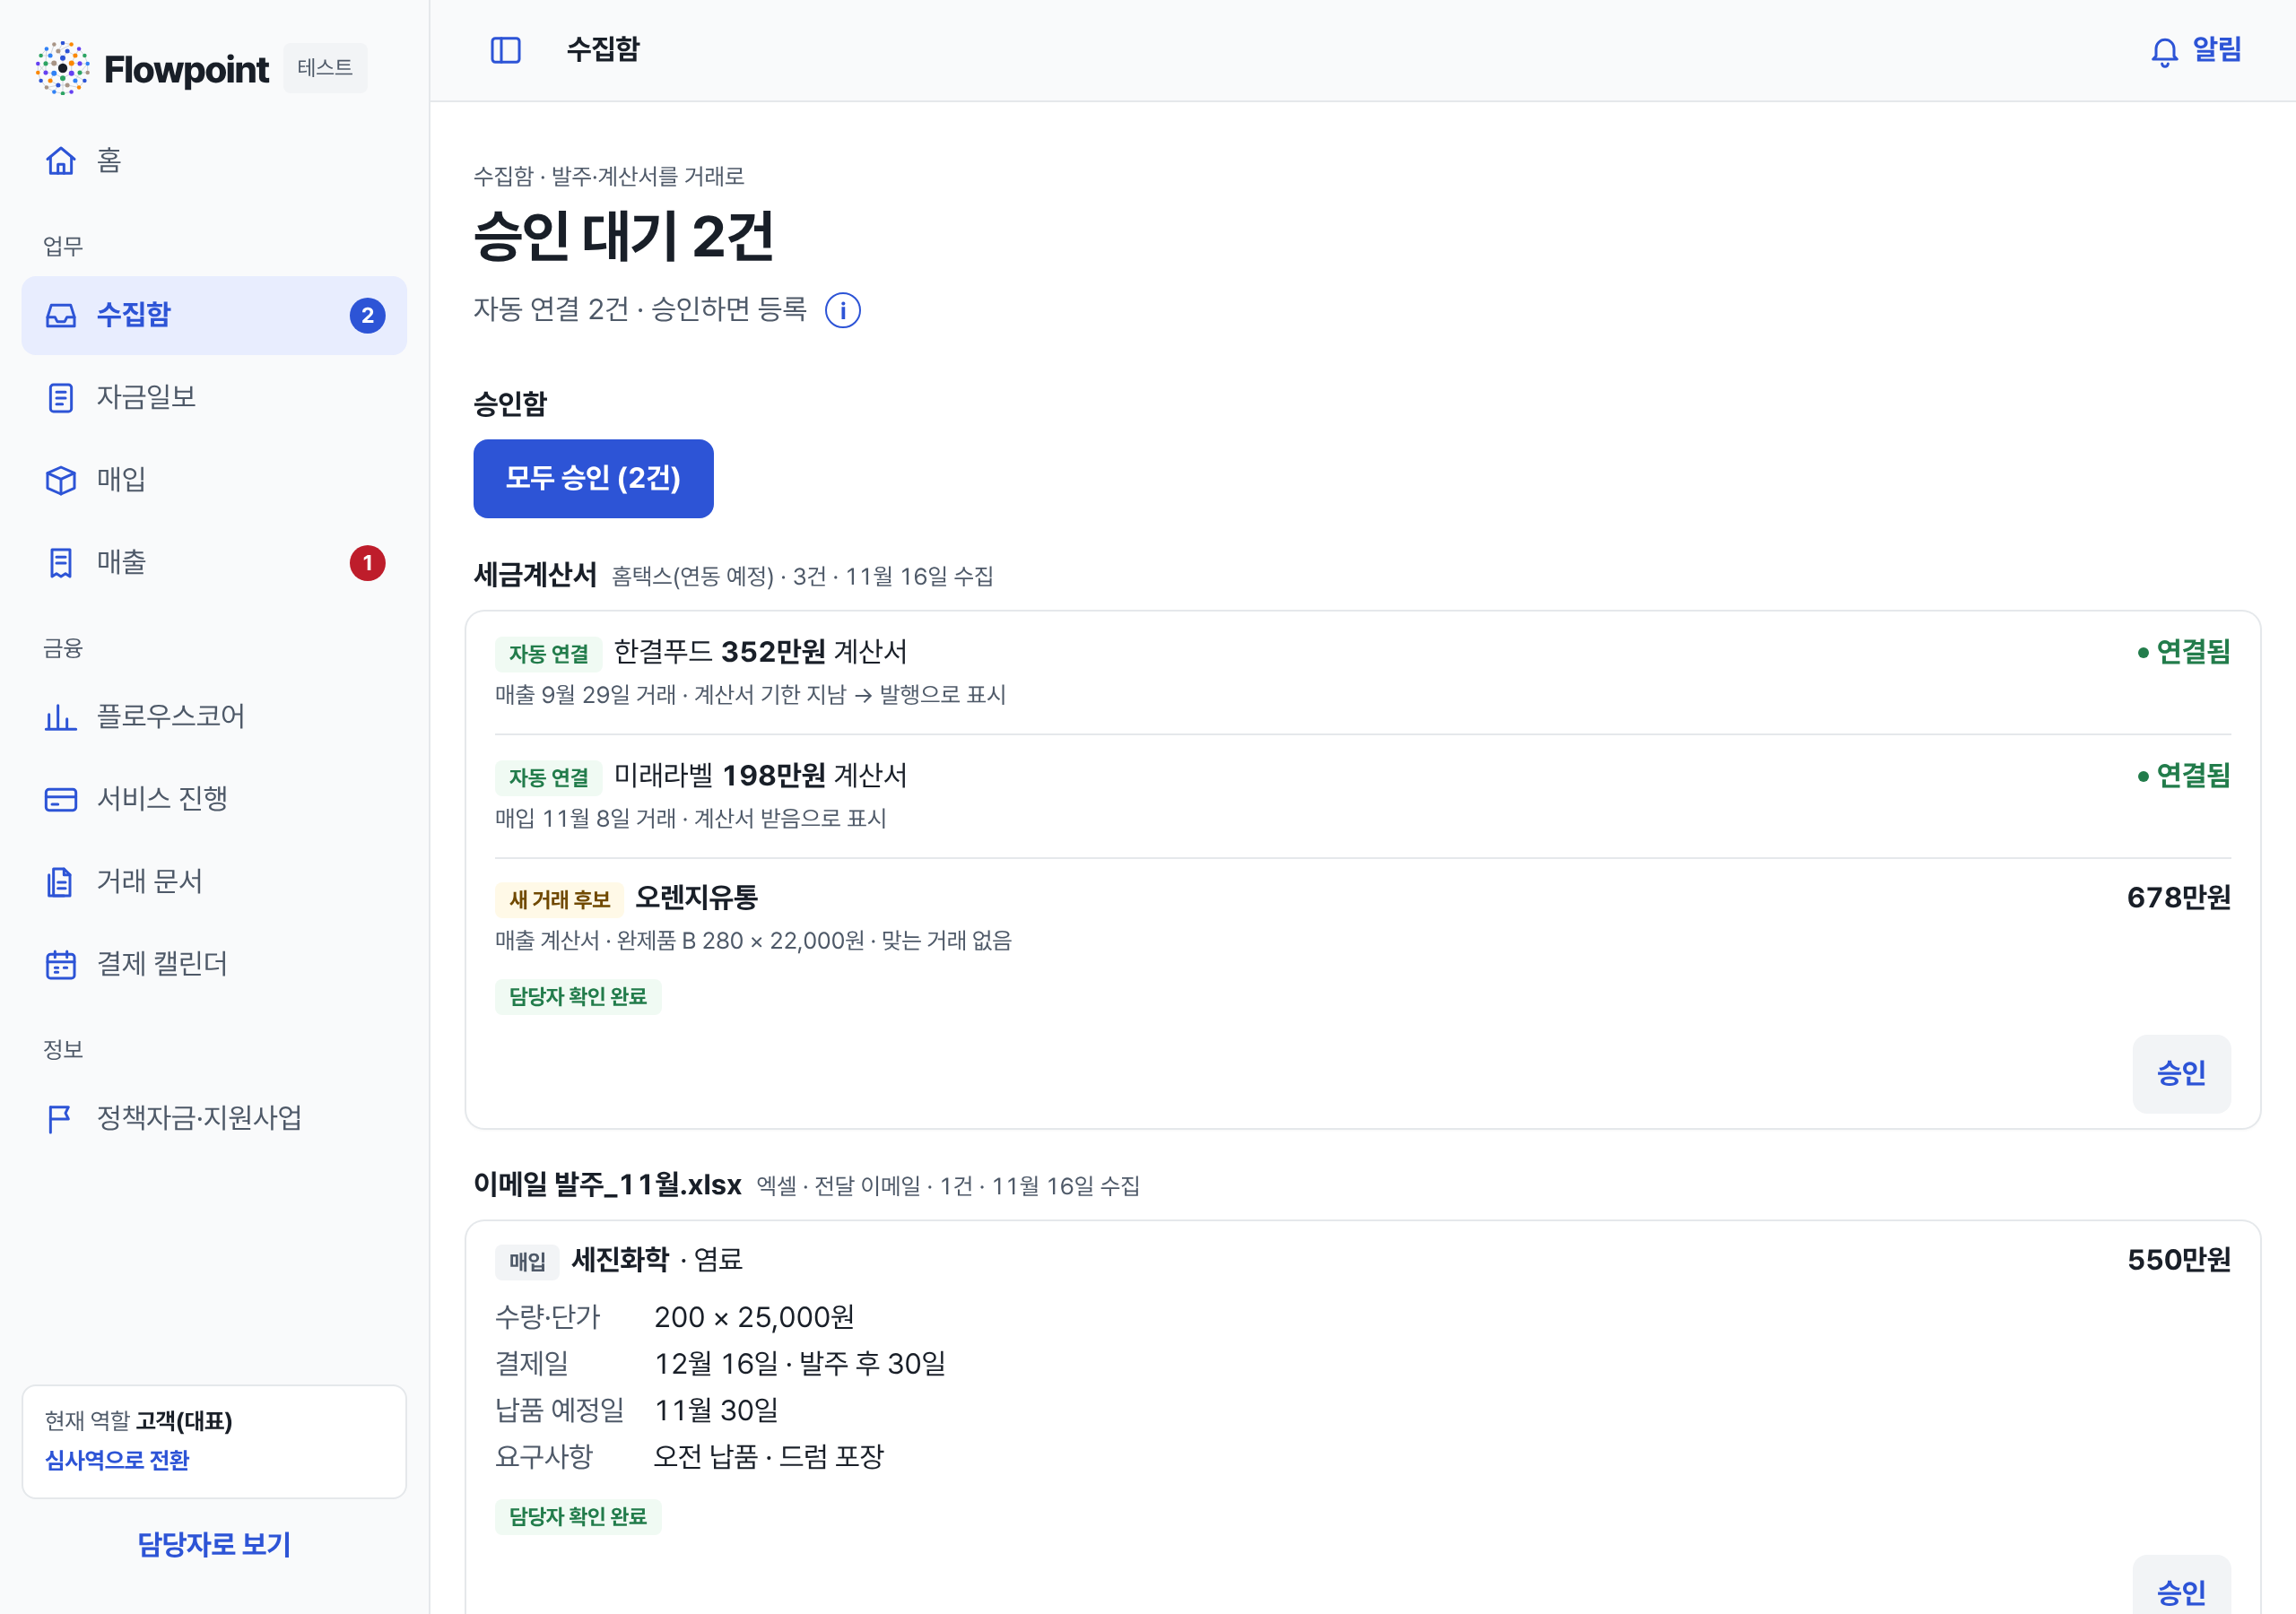 Flowpoint 테스트
홈
업무
수집함 2
자금일보
매입
매출 1
금융
플로우스코어
서비스 진행
거래 문서
결제 캘린더
정보
정책자금·지원사업
현재 역할 고객(대표)
심사역으로 전환
담당자로 보기
수집함
알림
수집함 · 발주·계산서를 거래로
승인 대기 2건
자동 연결 2건 · 승인하면 등록 i
승인함
모두 승인 (2건)
세금계산서 홈택스(연동 예정) · 3건 · 11월 16일 수집
자동 연결 한결푸드 352만원 계산서 • 연결됨
매출 9월 29일 거래 · 계산서 기한 지남 → 발행으로 표시
자동 연결 미래라벨 198만원 계산서 • 연결됨
매입 11월 8일 거래 · 계산서 받음으로 표시
새 거래 후보 오렌지유통 678만원
매출 계산서 · 완제품 B 280 × 22,000원 · 맞는 거래 없음
담당자 확인 완료
승인
이메일 발주_11월.xlsx 엑셀 · 전달 이메일 · 1건 · 11월 16일 수집
매입 세진화학 · 염료 550만원
수량·단가 200 × 25,000원
결제일 12월 16일 · 발주 후 30일
납품 예정일 11월 30일
요구사항 오전 납품 · 드럼 포장
담당자 확인 완료
승인